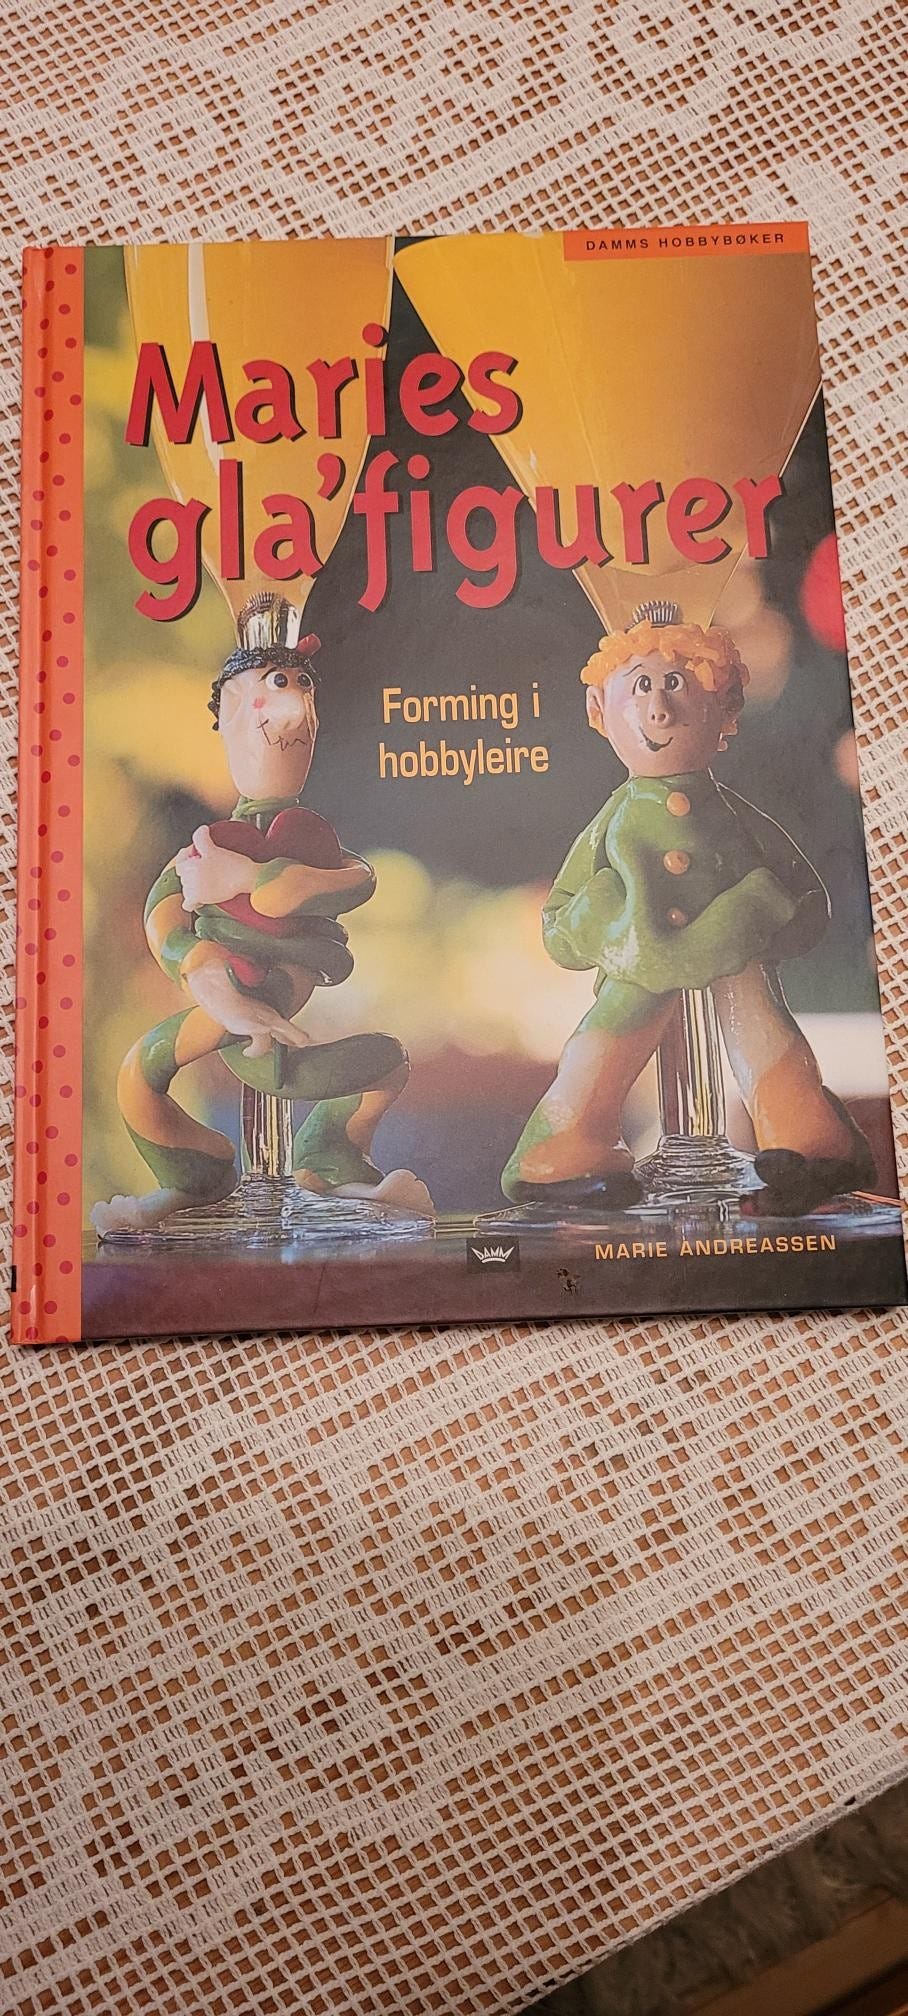 DAMMS HOBBYBØKER
Maries
gla'figurer
Forming i
hobbyleire
DAMM
MARIE ANDREASSEN